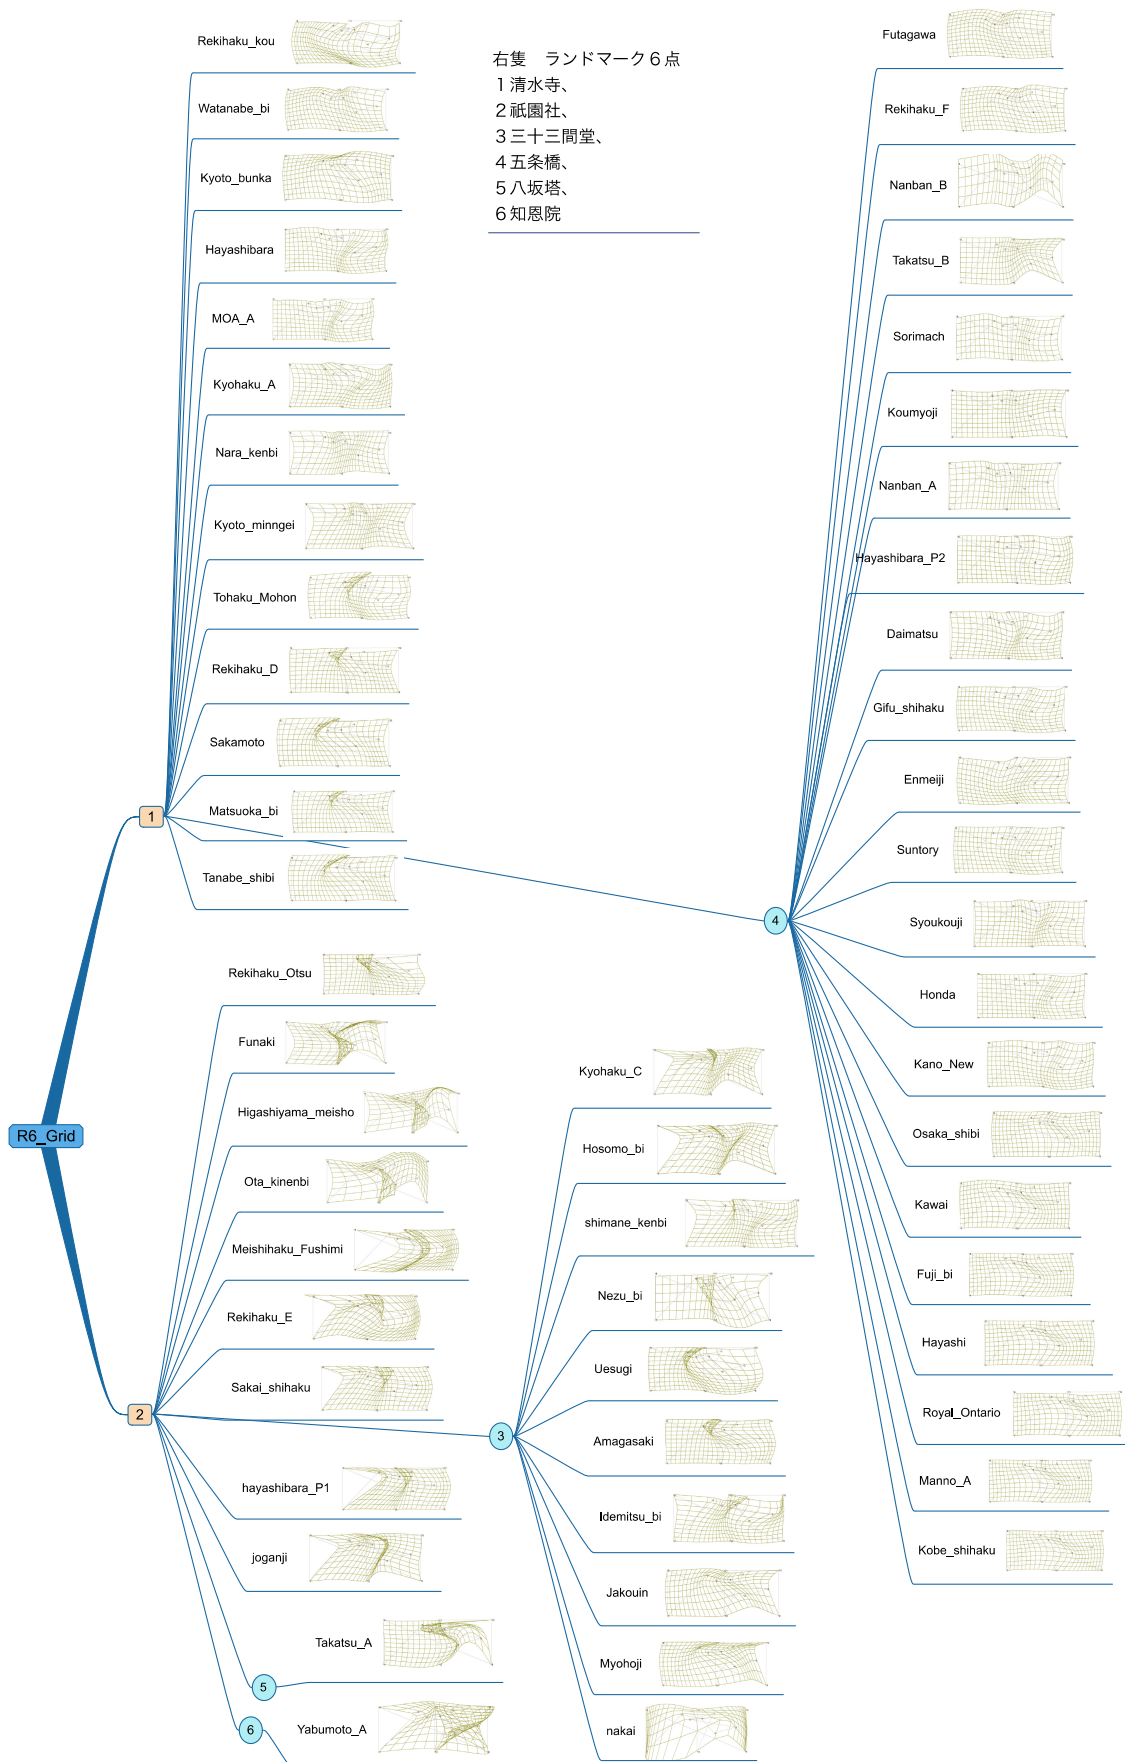 Rekihaku_kou
Watanabe_bi
Kyoto_bunka
Hayashibara
MOA_A
Kyohaku_A
Nara_kenbi
Kyoto_minngei
Tohaku_Mohon
Rekihaku_D
Sakamoto
Matsuoka_bi
Tanabe_shibi
1
右隻　ランドマーク６点
１清水寺、
２祇園社、
３三十三間堂、
４五条橋、
５八坂塔、
６知恩院
Futagawa
Rekihaku_F
Nanban_B
Takatsu_B
Sorimach
Koumyoji
Nanban_A
Hayashibara_P2
Daimatsu
Gifu_shihaku
Enmeiji
Suntory
Syoukouji
Honda
Kano_New
Osaka_shibi
Kawai
Fuji_bi
Hayashi
Royal_Ontario
Manno_A
Kobe_shihaku
4
R6_Grid
Rekihaku_Otsu
Funaki
Higashiyama_meisho
Ota_kinenbi
Meishihaku_Fushimi
Rekihaku_E
Sakai_shihaku
2
hayashibara_P1
joganji
Takatsu_A
5
6
Yabumoto_A
Kyohaku_C
Hosomo_bi
shimane_kenbi
Nezu_bi
Uesugi
3
Amagasaki
Idemitsu_bi
Jakouin
Myohoji
nakai